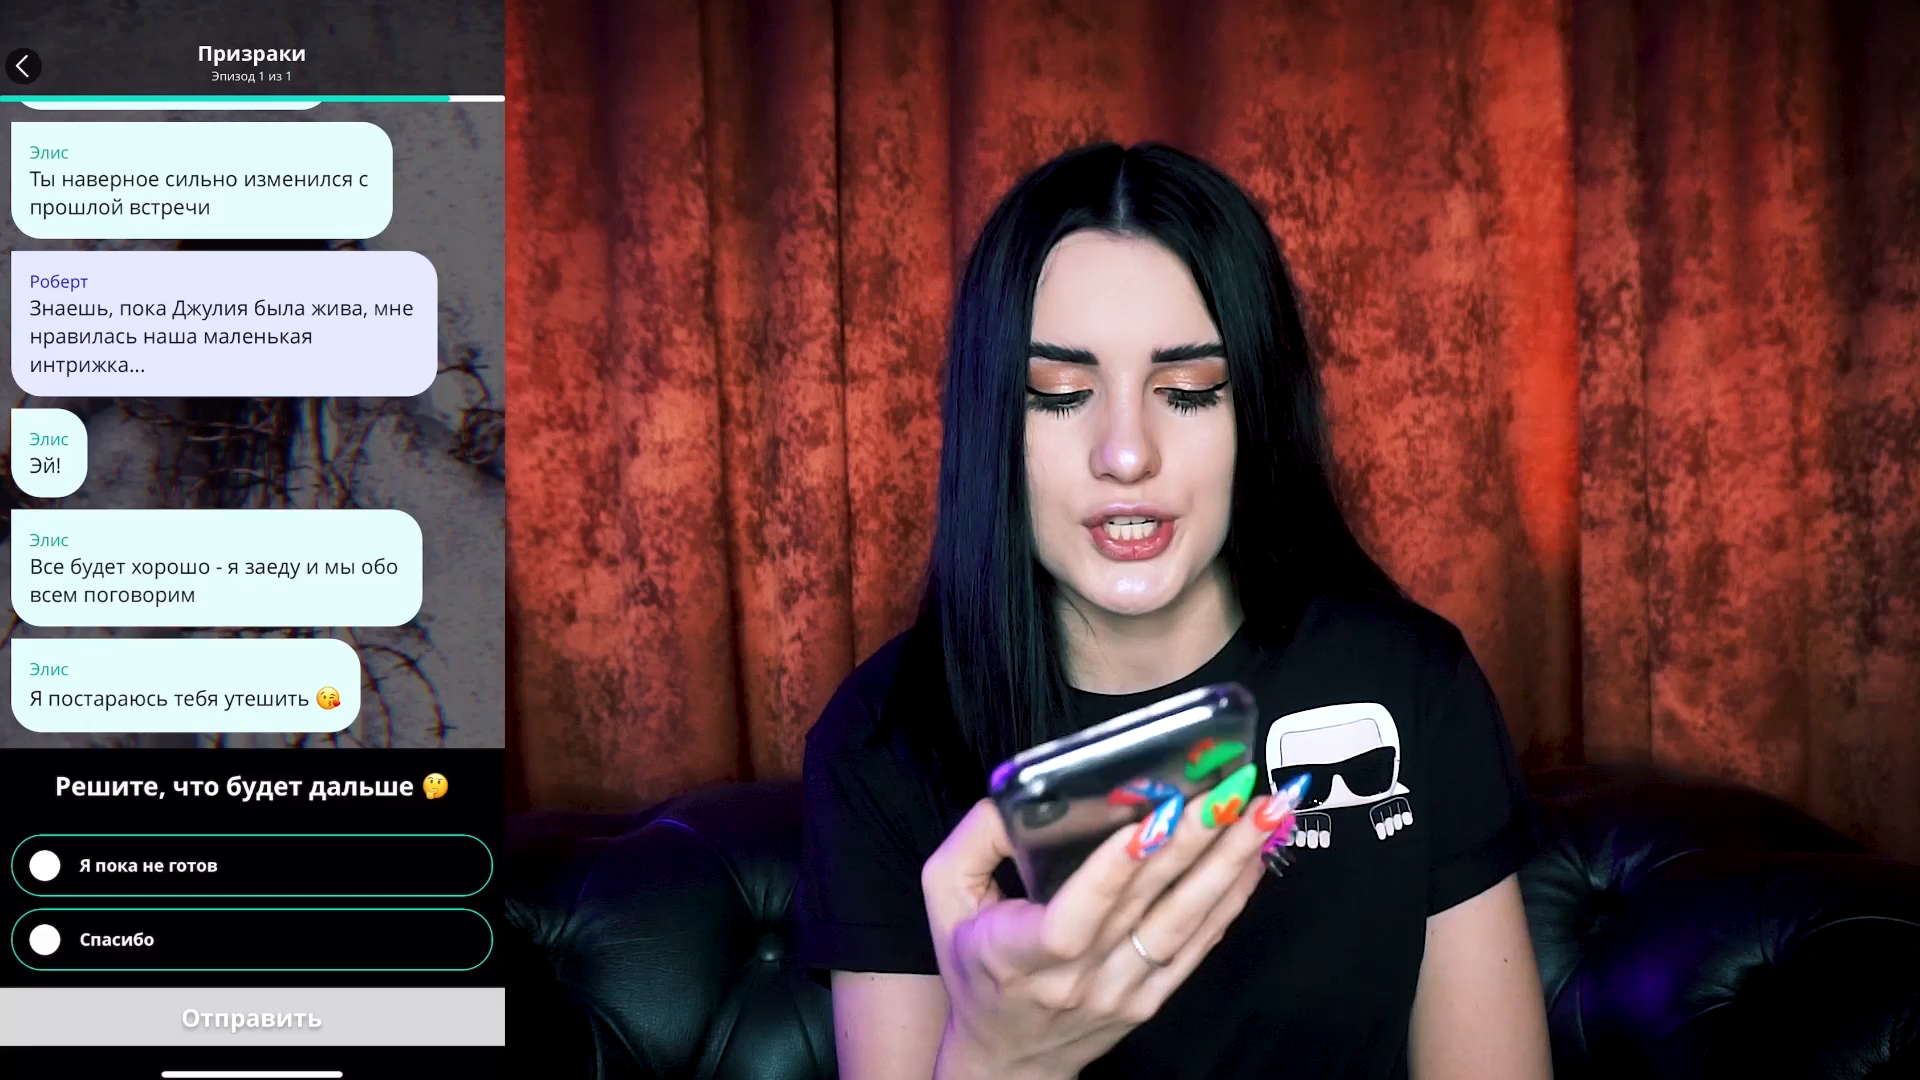 Призраки
Эпизод 1 из 1
Элис
Ты наверное сильно изменился с
прошлой встречи
Роберт
Знаешь, пока Джулия была жива, мне
нравилась наша маленькая
интрижка...
Элис
Эй!
Элис
Все будет хорошо - я заеду и мы обо
всем поговорим
Элис
Я постараюсь тебя утешить 😘
Решите, что будет дальше 🤔
Я пока не готов
Спасибо
Отправить